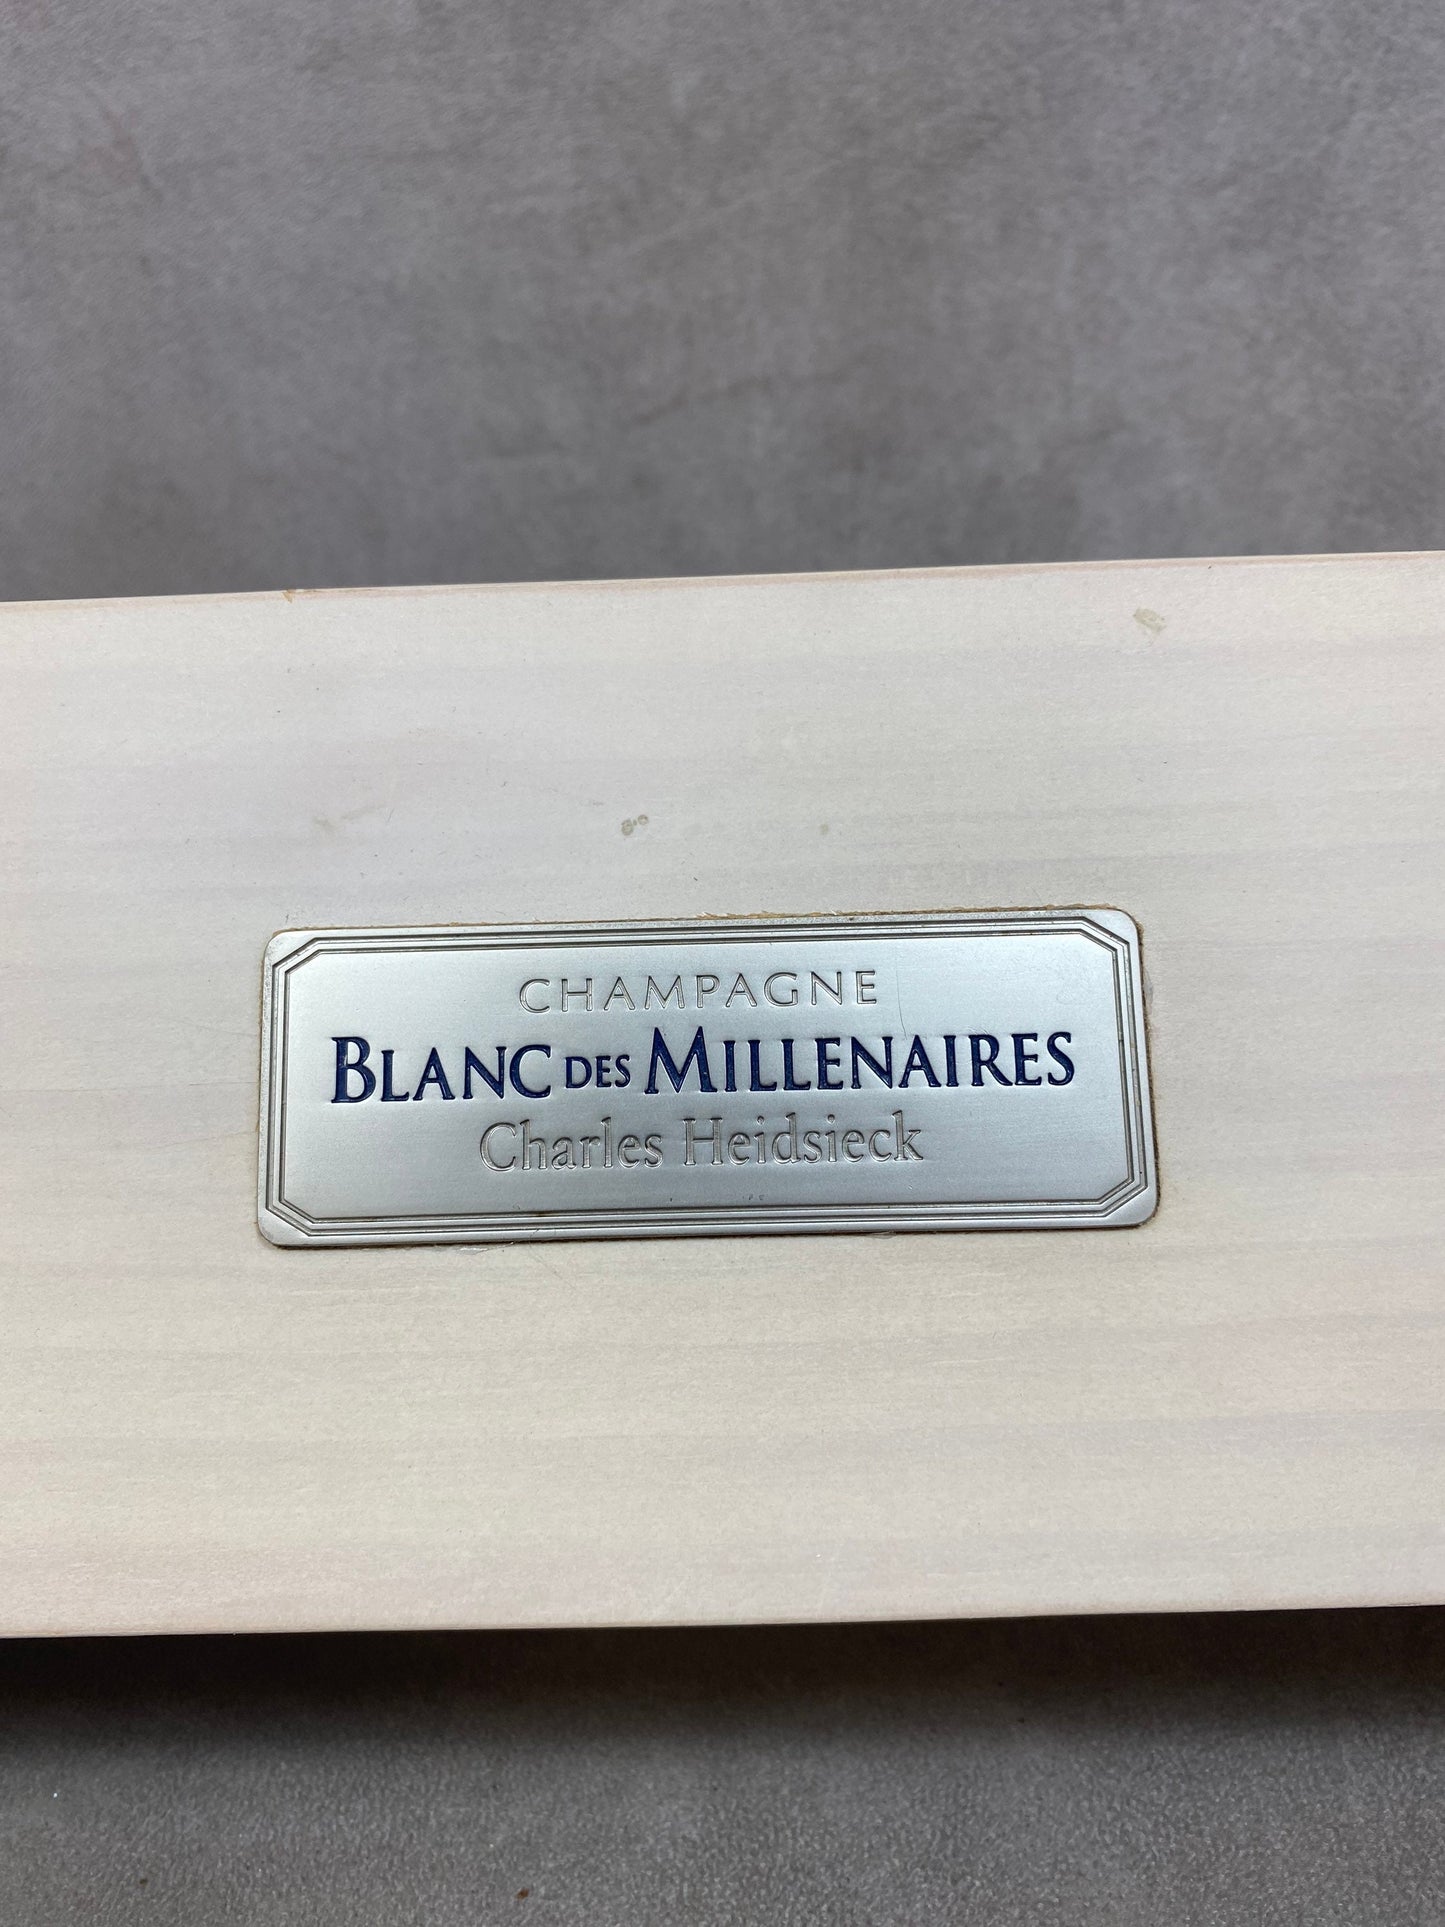 CHAMPAGNE
BLANC DES MILLENAIRES
Charles Heidsieck